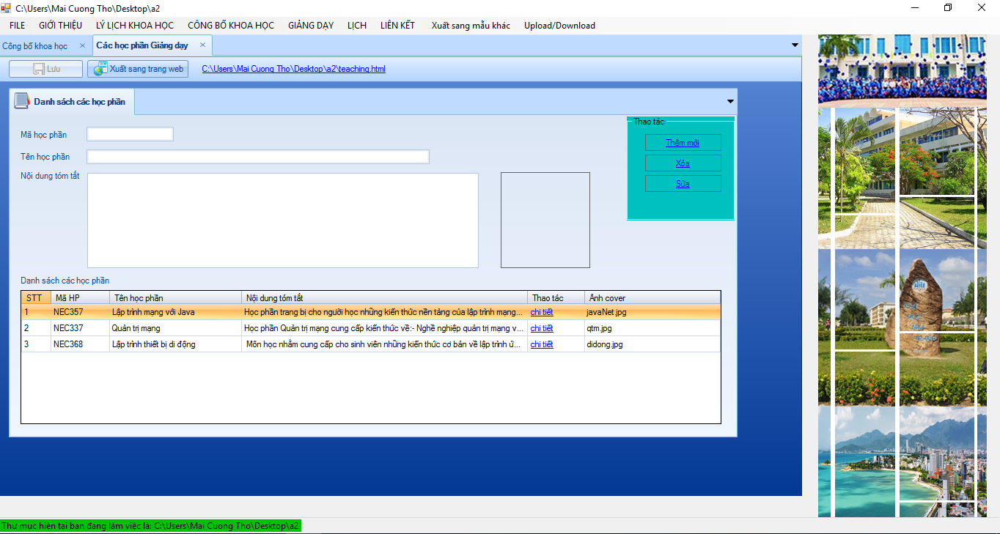 C:\Users\Mai Cuong Tho\Desktop\a2
FILE GIỚI THIỆU LÝ LỊCH KHOA HỌC CÔNG BỐ KHOA HỌC GIẢNG DẠY LỊCH LIÊN KẾT Xuất sang mẫu khác Upload/Download
Công bố khoa học × Các học phần Giảng dạy ×
Lưu Xuất sang trang web C:\Users\Mai Cuong Tho\Desktop\a2\teaching.html
Danh sách các học phần
Thao tác
Mã học phần
Thêm mới
Tên học phần
Xóa
Nội dung tóm tắt
Sửa
Danh sách các học phần
STT Mã HP Tên học phần Nội dung tóm tắt Thao tác Ảnh cover
1 NEC357 Lập trình mạng với Java Học phần trang bị cho người học những kiến thức nền tảng của lập trình mạng... chi tiết javaNet.jpg
2 NEC337 Quản trị mạng Học phần Quản trị mạng cung cấp kiến thức về:- Nghề nghiệp quản trị mạng v... chi tiết qtm.jpg
3 NEC368 Lập trình thiết bị di động Môn học nhằm cung cấp cho sinh viên những kiến thức cơ bản về lập trình ứ... chi tiết didong.jpg
Thư mục hiện tại bạn đang làm việc là: C:\Users\Mai Cuong Tho\Desktop\a2